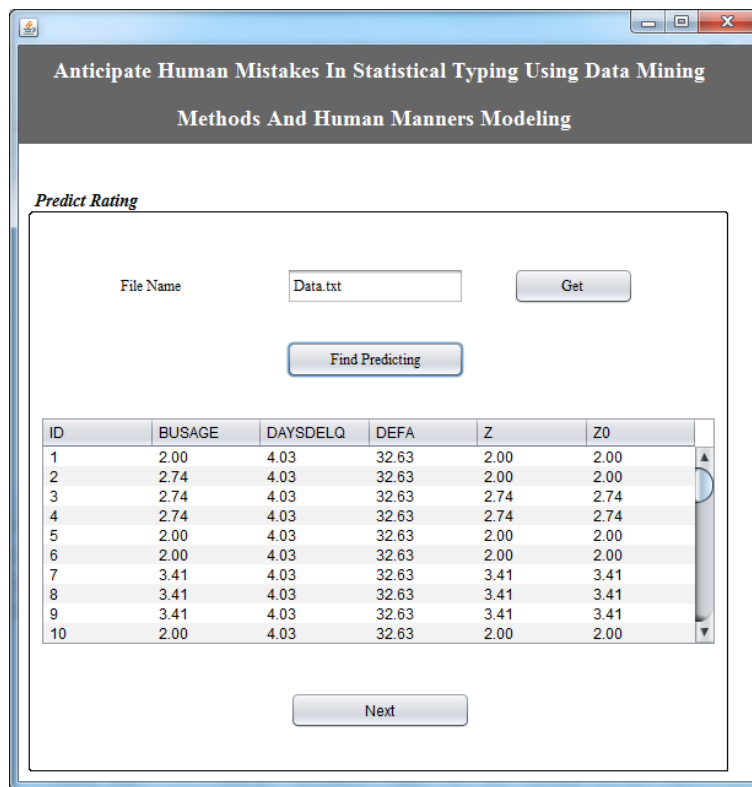 Anticipate Human Mistakes In Statistical Typing Using Data Mining
Methods And Human Manners Modeling
Predict Rating
File Name Data.txt Get
Find Predicting
ID BUSAGE DAYSDELQ DEFA Z Z0
1 2.00 4.03 32.63 2.00 2.00
2 2.74 4.03 32.63 2.00 2.00
3 2.74 4.03 32.63 2.74 2.74
4 2.74 4.03 32.63 2.74 2.74
5 2.00 4.03 32.63 2.00 2.00
6 2.00 4.03 32.63 2.00 2.00
7 3.41 4.03 32.63 3.41 3.41
8 3.41 4.03 32.63 3.41 3.41
9 3.41 4.03 32.63 3.41 3.41
10 2.00 4.03 32.63 2.00 2.00
Next